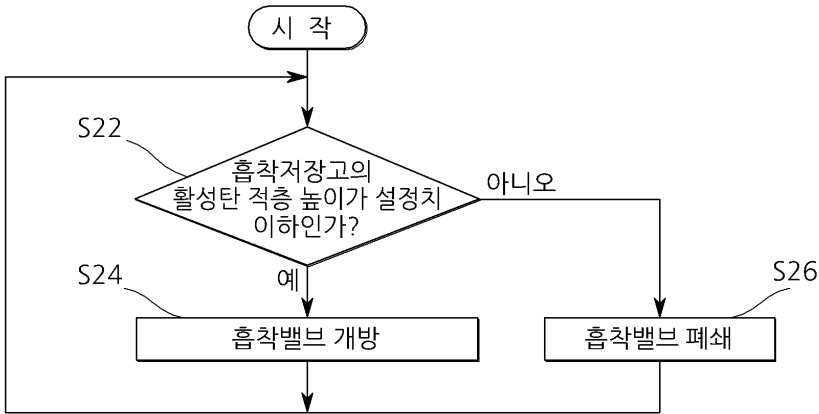 시 작
S22
흡착저장고의
활성탄 적층 높이가 설정치
이하인가?
아니오
예
S24
흡착밸브 개방
S26
흡착밸브 폐쇄